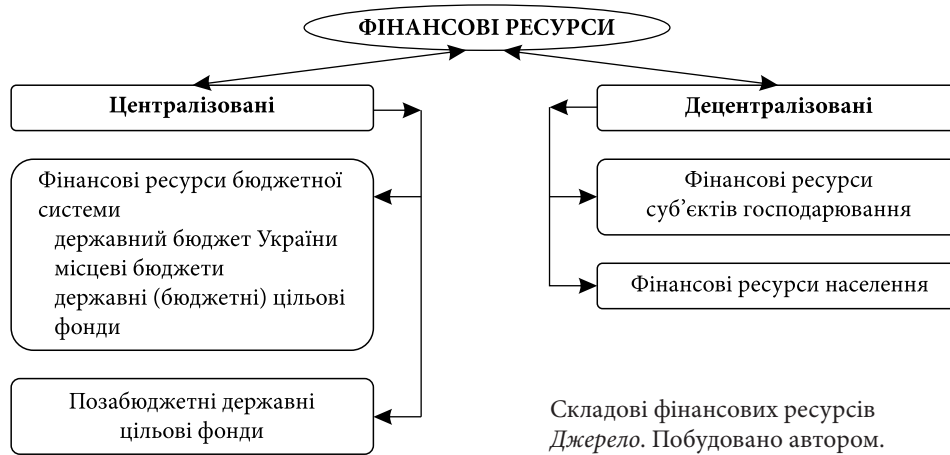 ФІНАНСОВІ РЕСУРСИ
Централізовані
Фінансові ресурси бюджетної
системи
державний бюджет України
місцеві бюджети
державні (бюджетні) цільові
фонди
Позабюджетні державні
цільові фонди
Децентралізовані
Фінансові ресурси
суб’єктів господарювання
Фінансові ресурси населення
Складові фінансових ресурсів
Джерело. Побудовано автором.